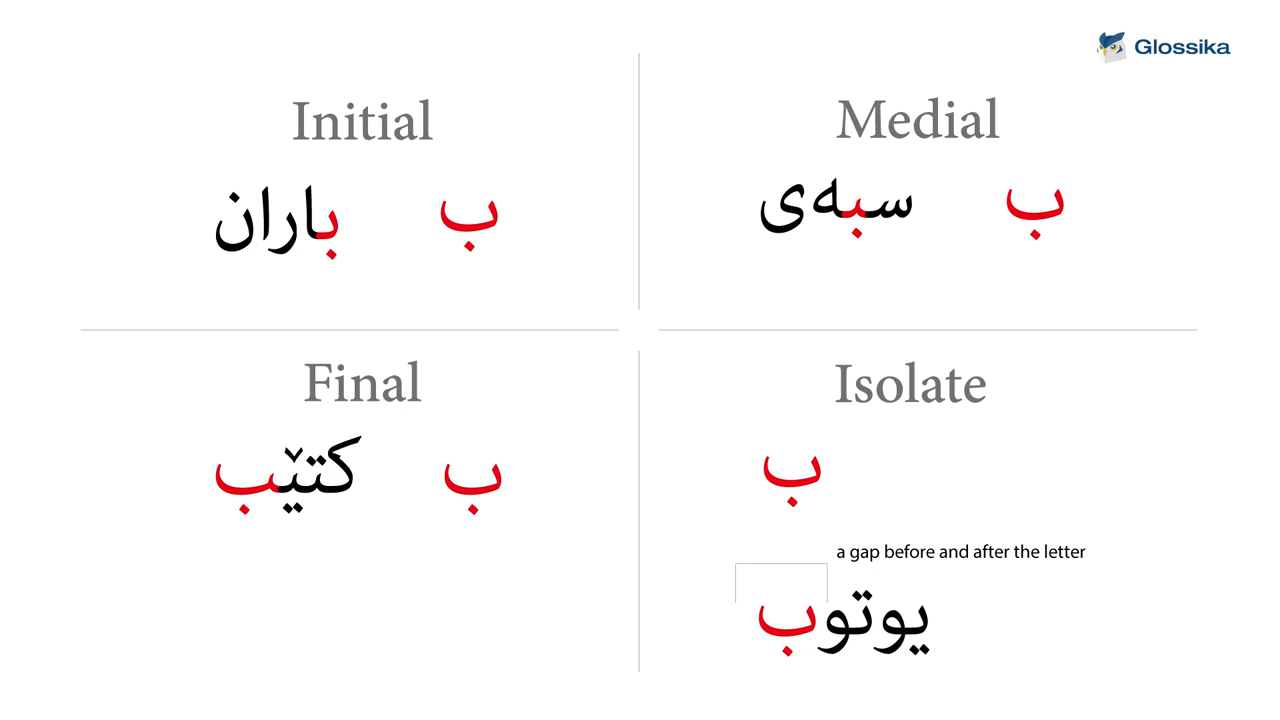 Glossika
Initial
باران ب
Medial
سبەی ب
Final
کتێب ب
Isolate
ب
a gap before and after the letter
یوتوب